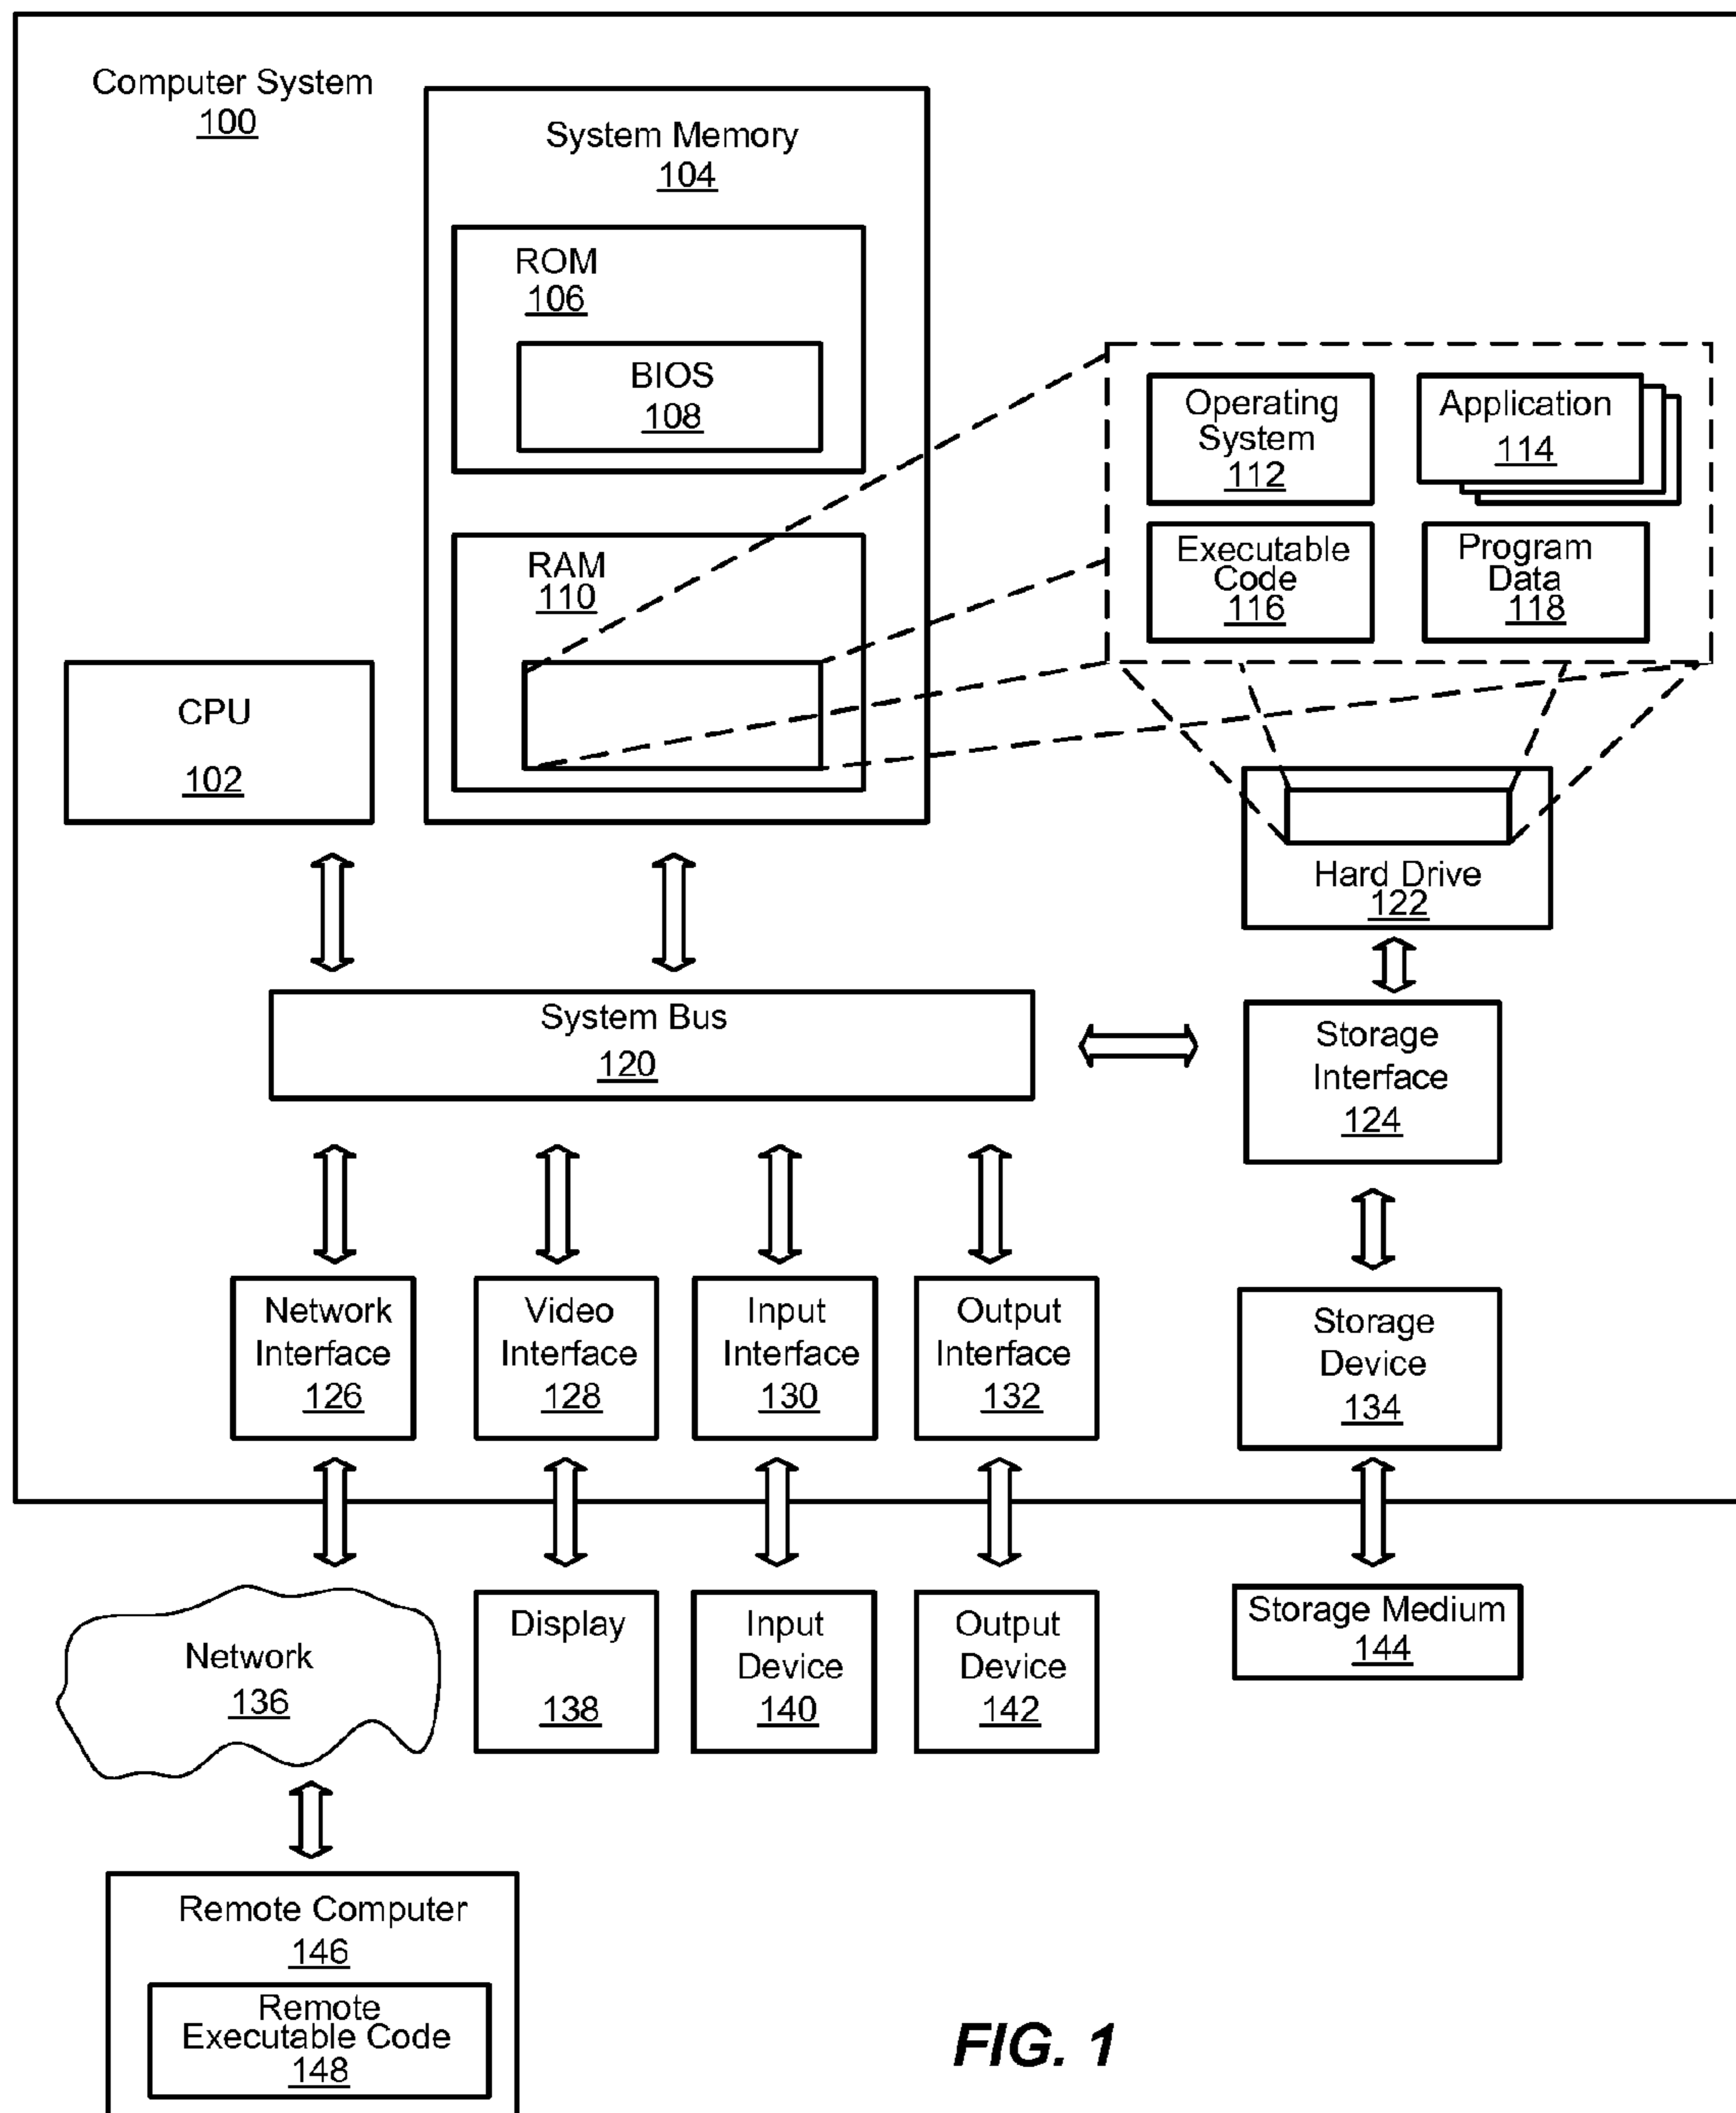 Computer System
100
System Memory
104
ROM
106
BIOS
108
RAM
110
Operating
System
112
Application
114
Executable
Code
116
Program
Data
118
CPU
102
Hard Drive
122
System Bus
120
Storage
Interface
124
Network
Interface
126
Video
Interface
128
Input
Interface
130
Output
Interface
132
Storage
Device
134
Network
136
Display
138
Input
Device
140
Output
Device
142
Storage Medium
144
Remote Computer
146
Remote
Executable Code
148
FIG. 1